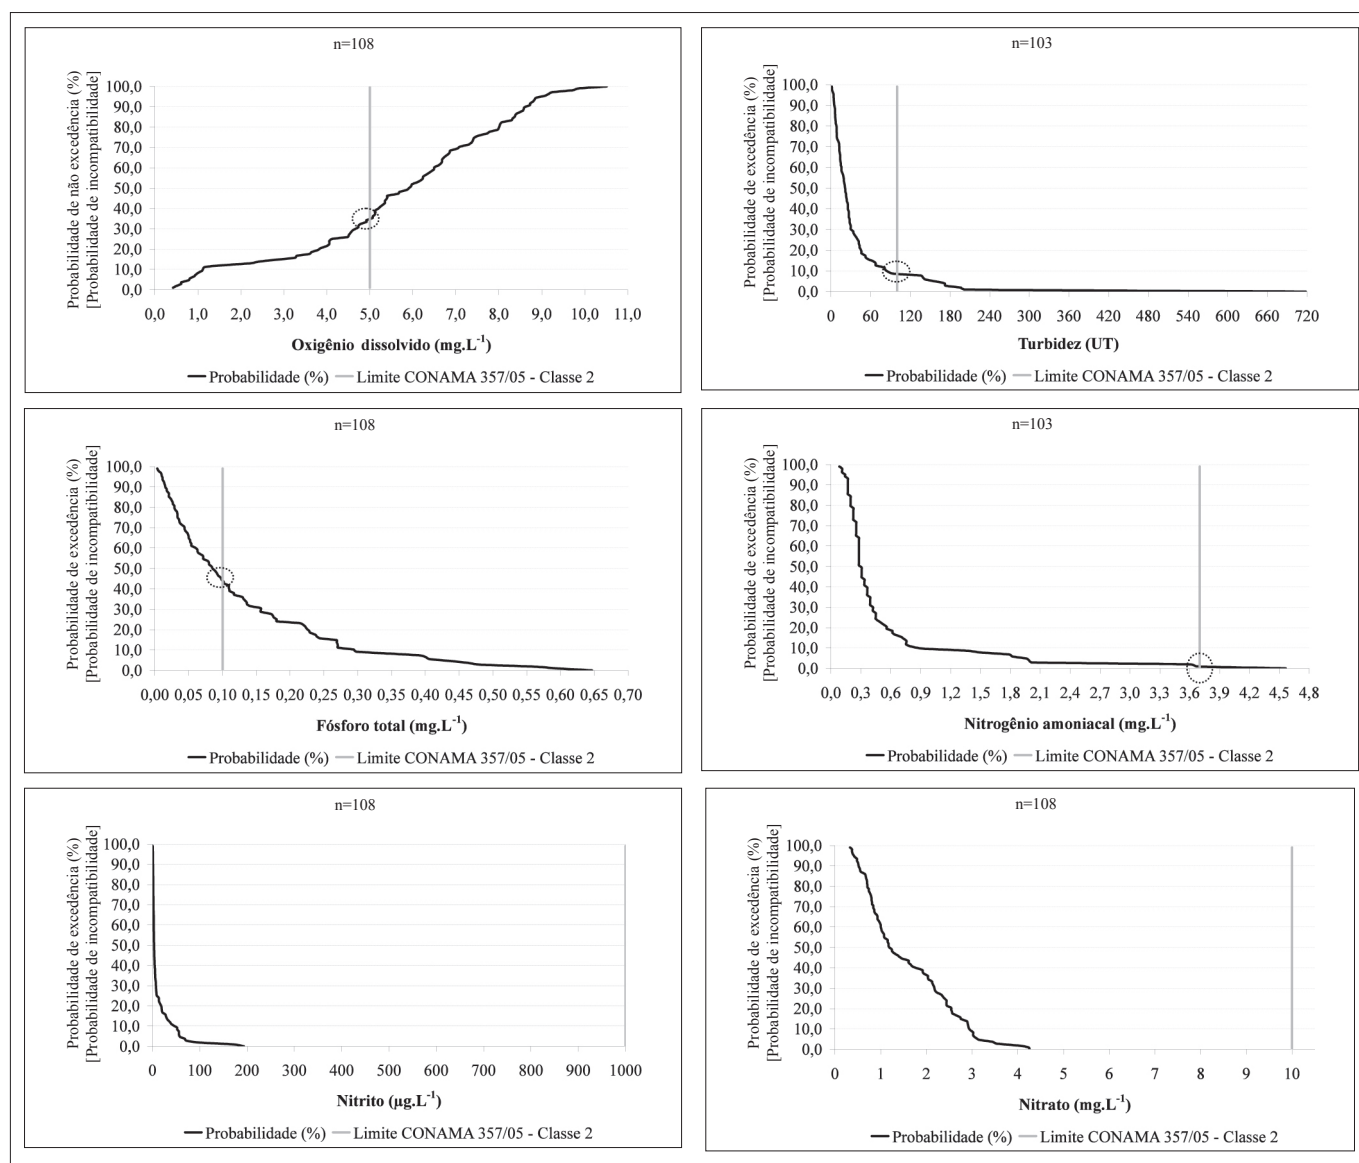 n=108
Probabilidade de não excedência (%)
[Probabilidade de incompatibilidade]
100,0
90,0
80,0
70,0
60,0
50,0
40,0
30,0
20,0
10,0
0,0
0,0 1,0 2,0 3,0 4,0 5,0 6,0 7,0 8,0 9,0 10,0 11,0
Oxigênio dissolvido (mg.L-1)
Probabilidade (%) Limite CONAMA 357/05 - Classe 2
n=103
Probabilidade de excedência (%)
[Probabilidade de incompatibilidade]
100,0
90,0
80,0
70,0
60,0
50,0
40,0
30,0
20,0
10,0
0,0
0 60 120 180 240 300 360 420 480 540 600 660 720
Turbidez (UT)
Probabilidade (%) Limite CONAMA 357/05 - Classe 2
n=108
Probabilidade de excedência (%)
[Probabilidade de incompatibilidade]
100,0
90,0
80,0
70,0
60,0
50,0
40,0
30,0
20,0
10,0
0,0
0,00 0,05 0,10 0,15 0,20 0,25 0,30 0,35 0,40 0,45 0,50 0,55 0,60 0,65 0,70
Fósforo total (mg.L-1)
Probabilidade (%) Limite CONAMA 357/05 - Classe 2
n=103
Probabilidade de excedência (%)
[Probabilidade de incompatibilidade]
100,0
90,0
80,0
70,0
60,0
50,0
40,0
30,0
20,0
10,0
0,0
0,0 0,3 0,6 0,9 1,2 1,5 1,8 2,1 2,4 2,7 3,0 3,3 3,6 3,9 4,2 4,5 4,8
Nitrogênio amoniacal (mg.L-1)
Probabilidade (%) Limite CONAMA 357/05 - Classe 2
n=108
Probabilidade de excedência (%)
[Probabilidade de incompatibilidade]
100,0
90,0
80,0
70,0
60,0
50,0
40,0
30,0
20,0
10,0
0,0
0 100 200 300 400 500 600 700 800 900 1000
Nitrito (µg.L-1)
Probabilidade (%) Limite CONAMA 357/05 - Classe 2
n=108
Probabilidade de excedência (%)
[Probabilidade de incompatibilidade]
100,0
90,0
80,0
70,0
60,0
50,0
40,0
30,0
20,0
10,0
0,0
0 1 2 3 4 5 6 7 8 9 10
Nitrato (mg.L-1)
Probabilidade (%) Limite CONAMA 357/05 - Classe 2